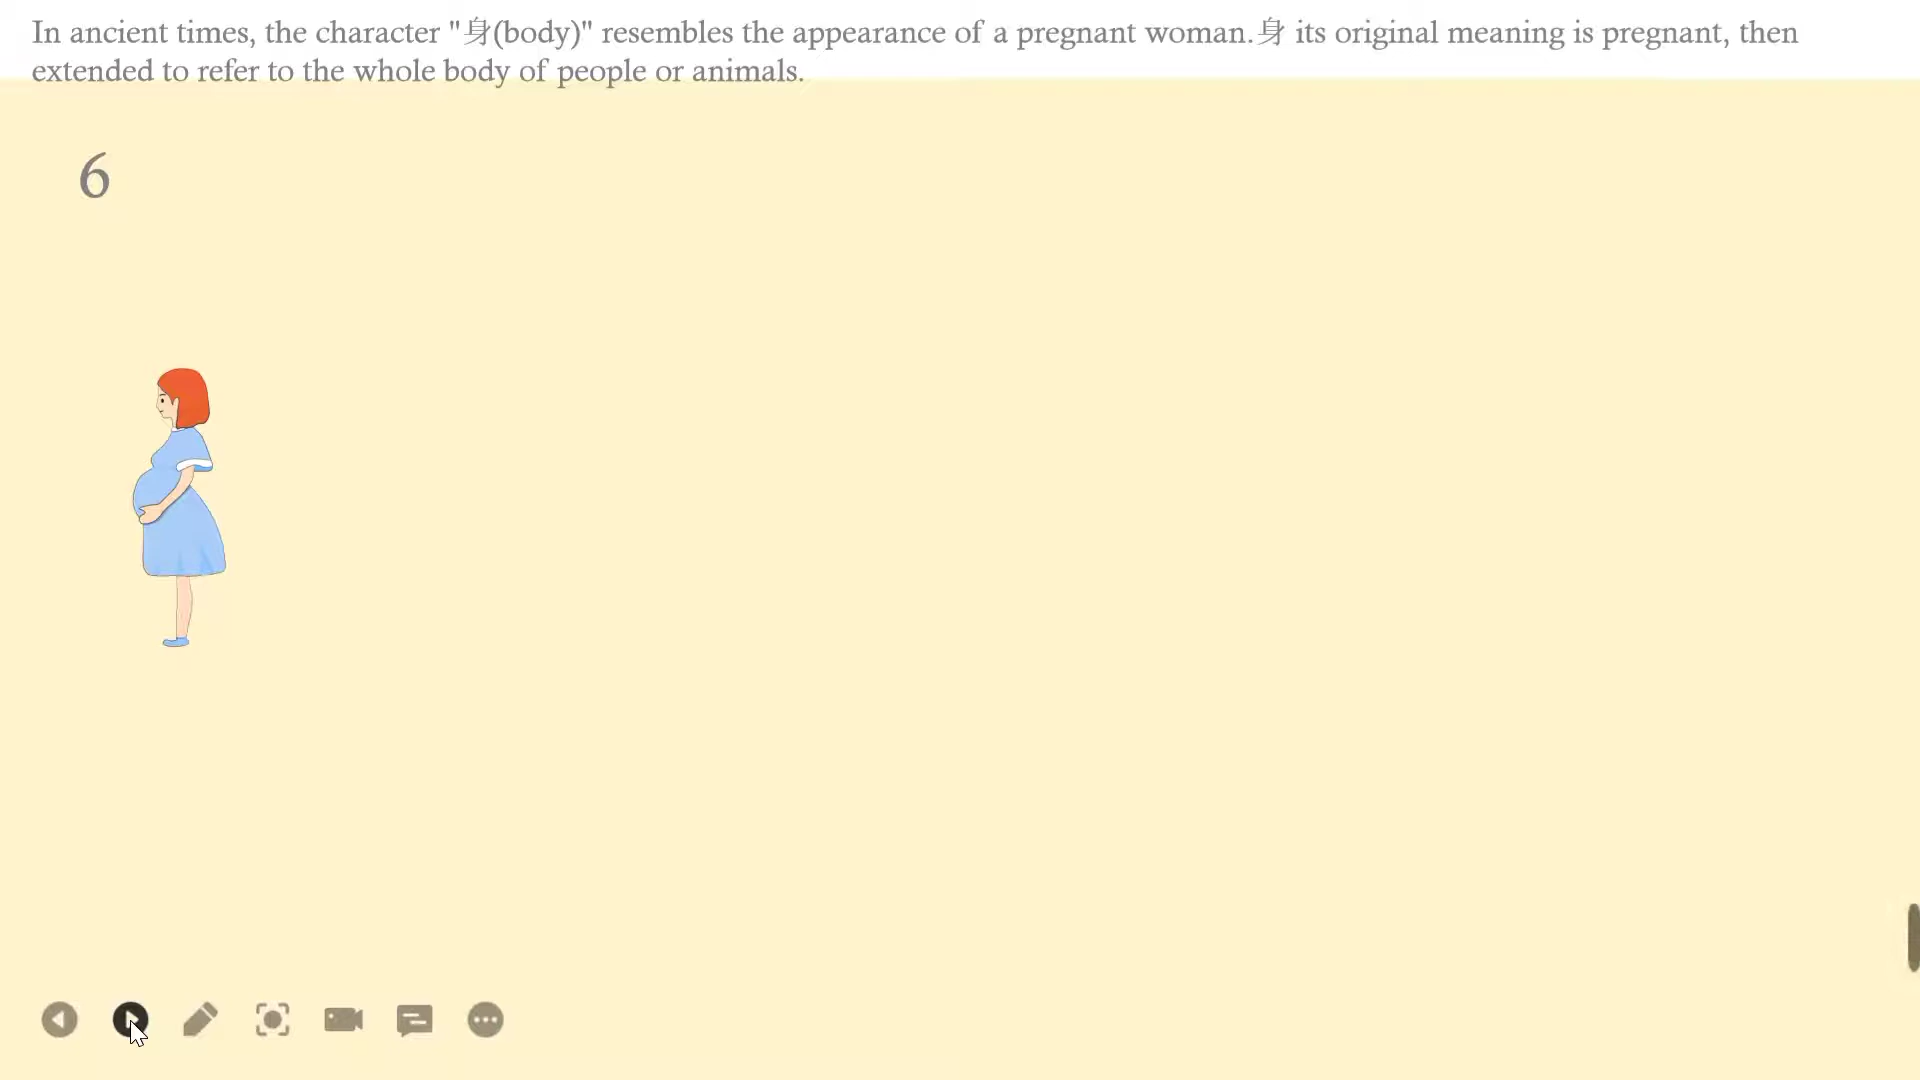 In ancient times, the character "身(body)" resembles the appearance of a pregnant woman.身 its original meaning is pregnant, then
extended to refer to the whole body of people or animals.
6